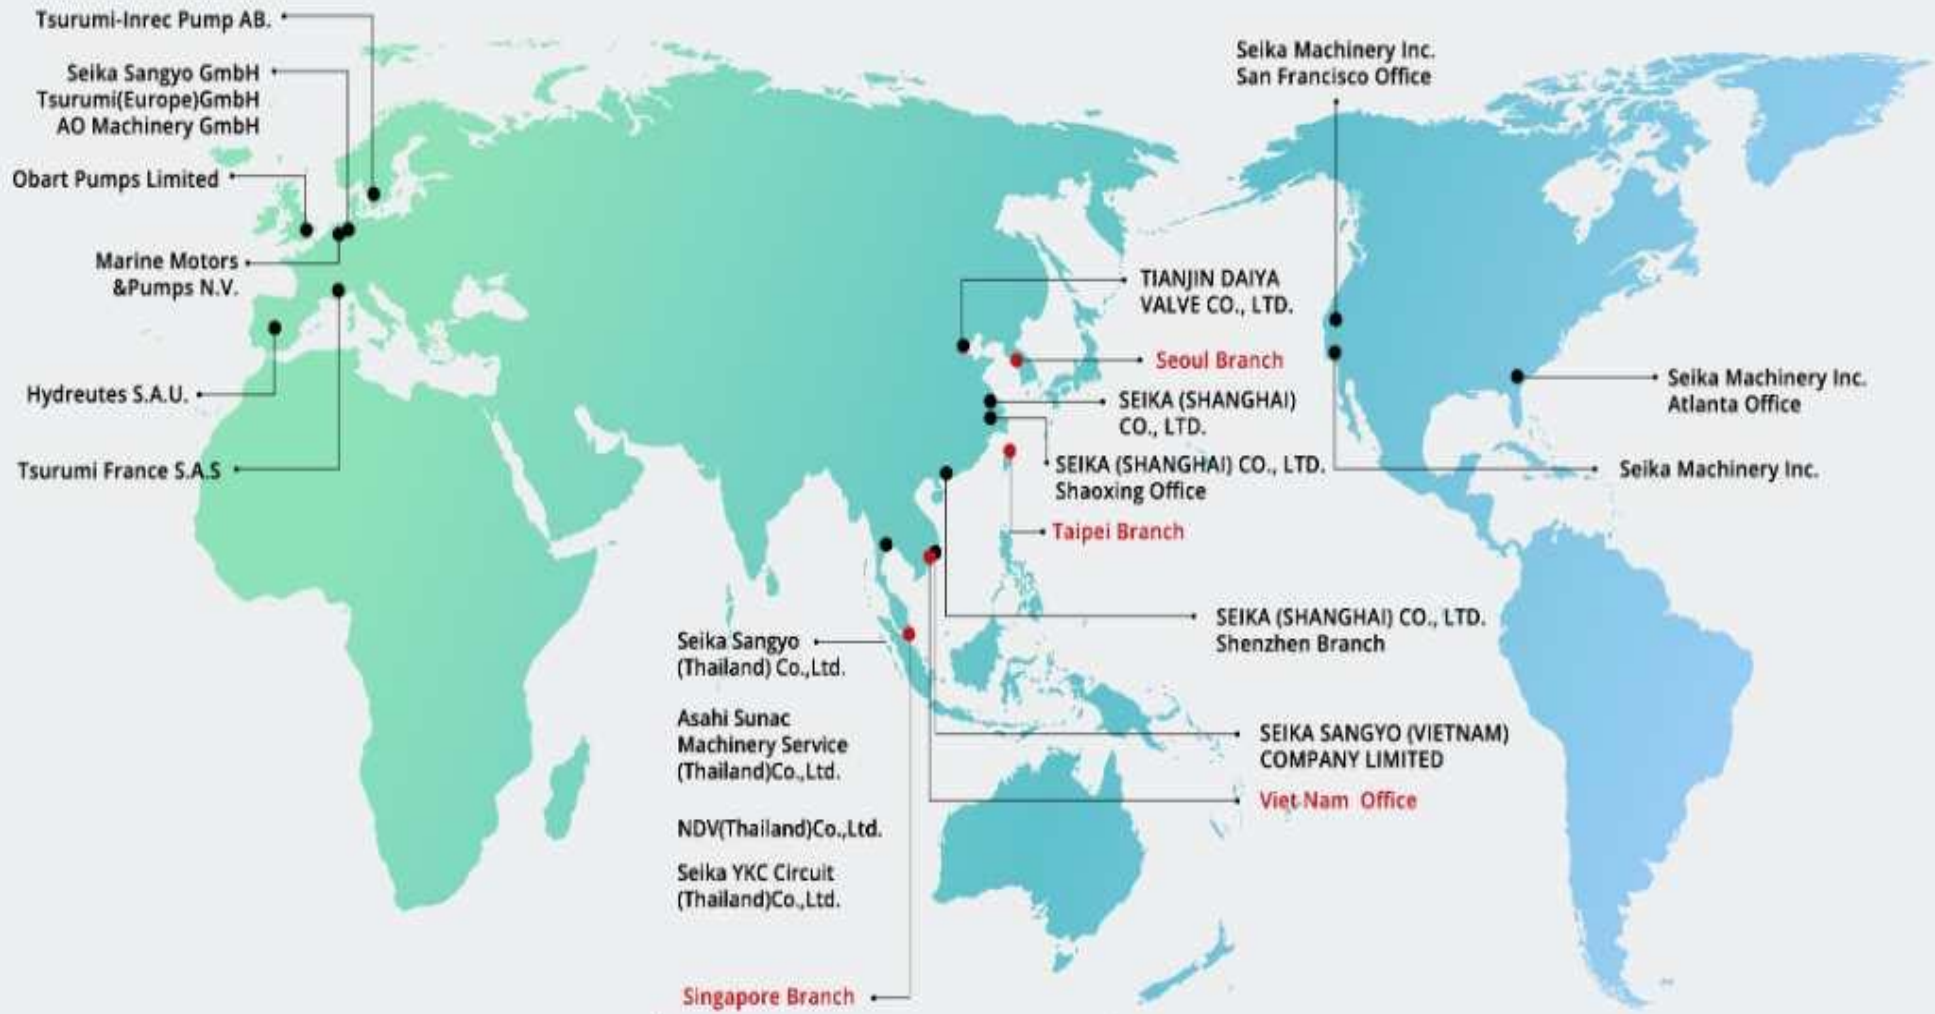 Tsurumi-Inrec Pump AB.
Seika Sangyo GmbH
Tsurumi(Europe)GmbH
AO Machinery GmbH
Obart Pumps Limited
Marine Motors
&Pumps N.V.
Hydreutes S.A.U.
Tsurumi France S.A.S
Seika Machinery Inc.
San Francisco Office
TIANJIN DAIYA
VALVE CO., LTD.
Seoul Branch
SEIKA (SHANGHAI)
CO., LTD.
SEIKA (SHANGHAI) CO., LTD.
Shaoxing Office
Taipei Branch
Seika Machinery Inc.
Atlanta Office
Seika Machinery Inc.
SEIKA (SHANGHAI) CO., LTD.
Shenzhen Branch
Seika Sangyo
(Thailand) Co.,Ltd.
Asahi Sunac
Machinery Service
(Thailand)Co.,Ltd.
NDV(Thailand)Co.,Ltd.
Seika YKC Circuit
(Thailand)Co.,Ltd.
SEIKA SANGYO (VIETNAM)
COMPANY LIMITED
Viet Nam Office
Singapore Branch